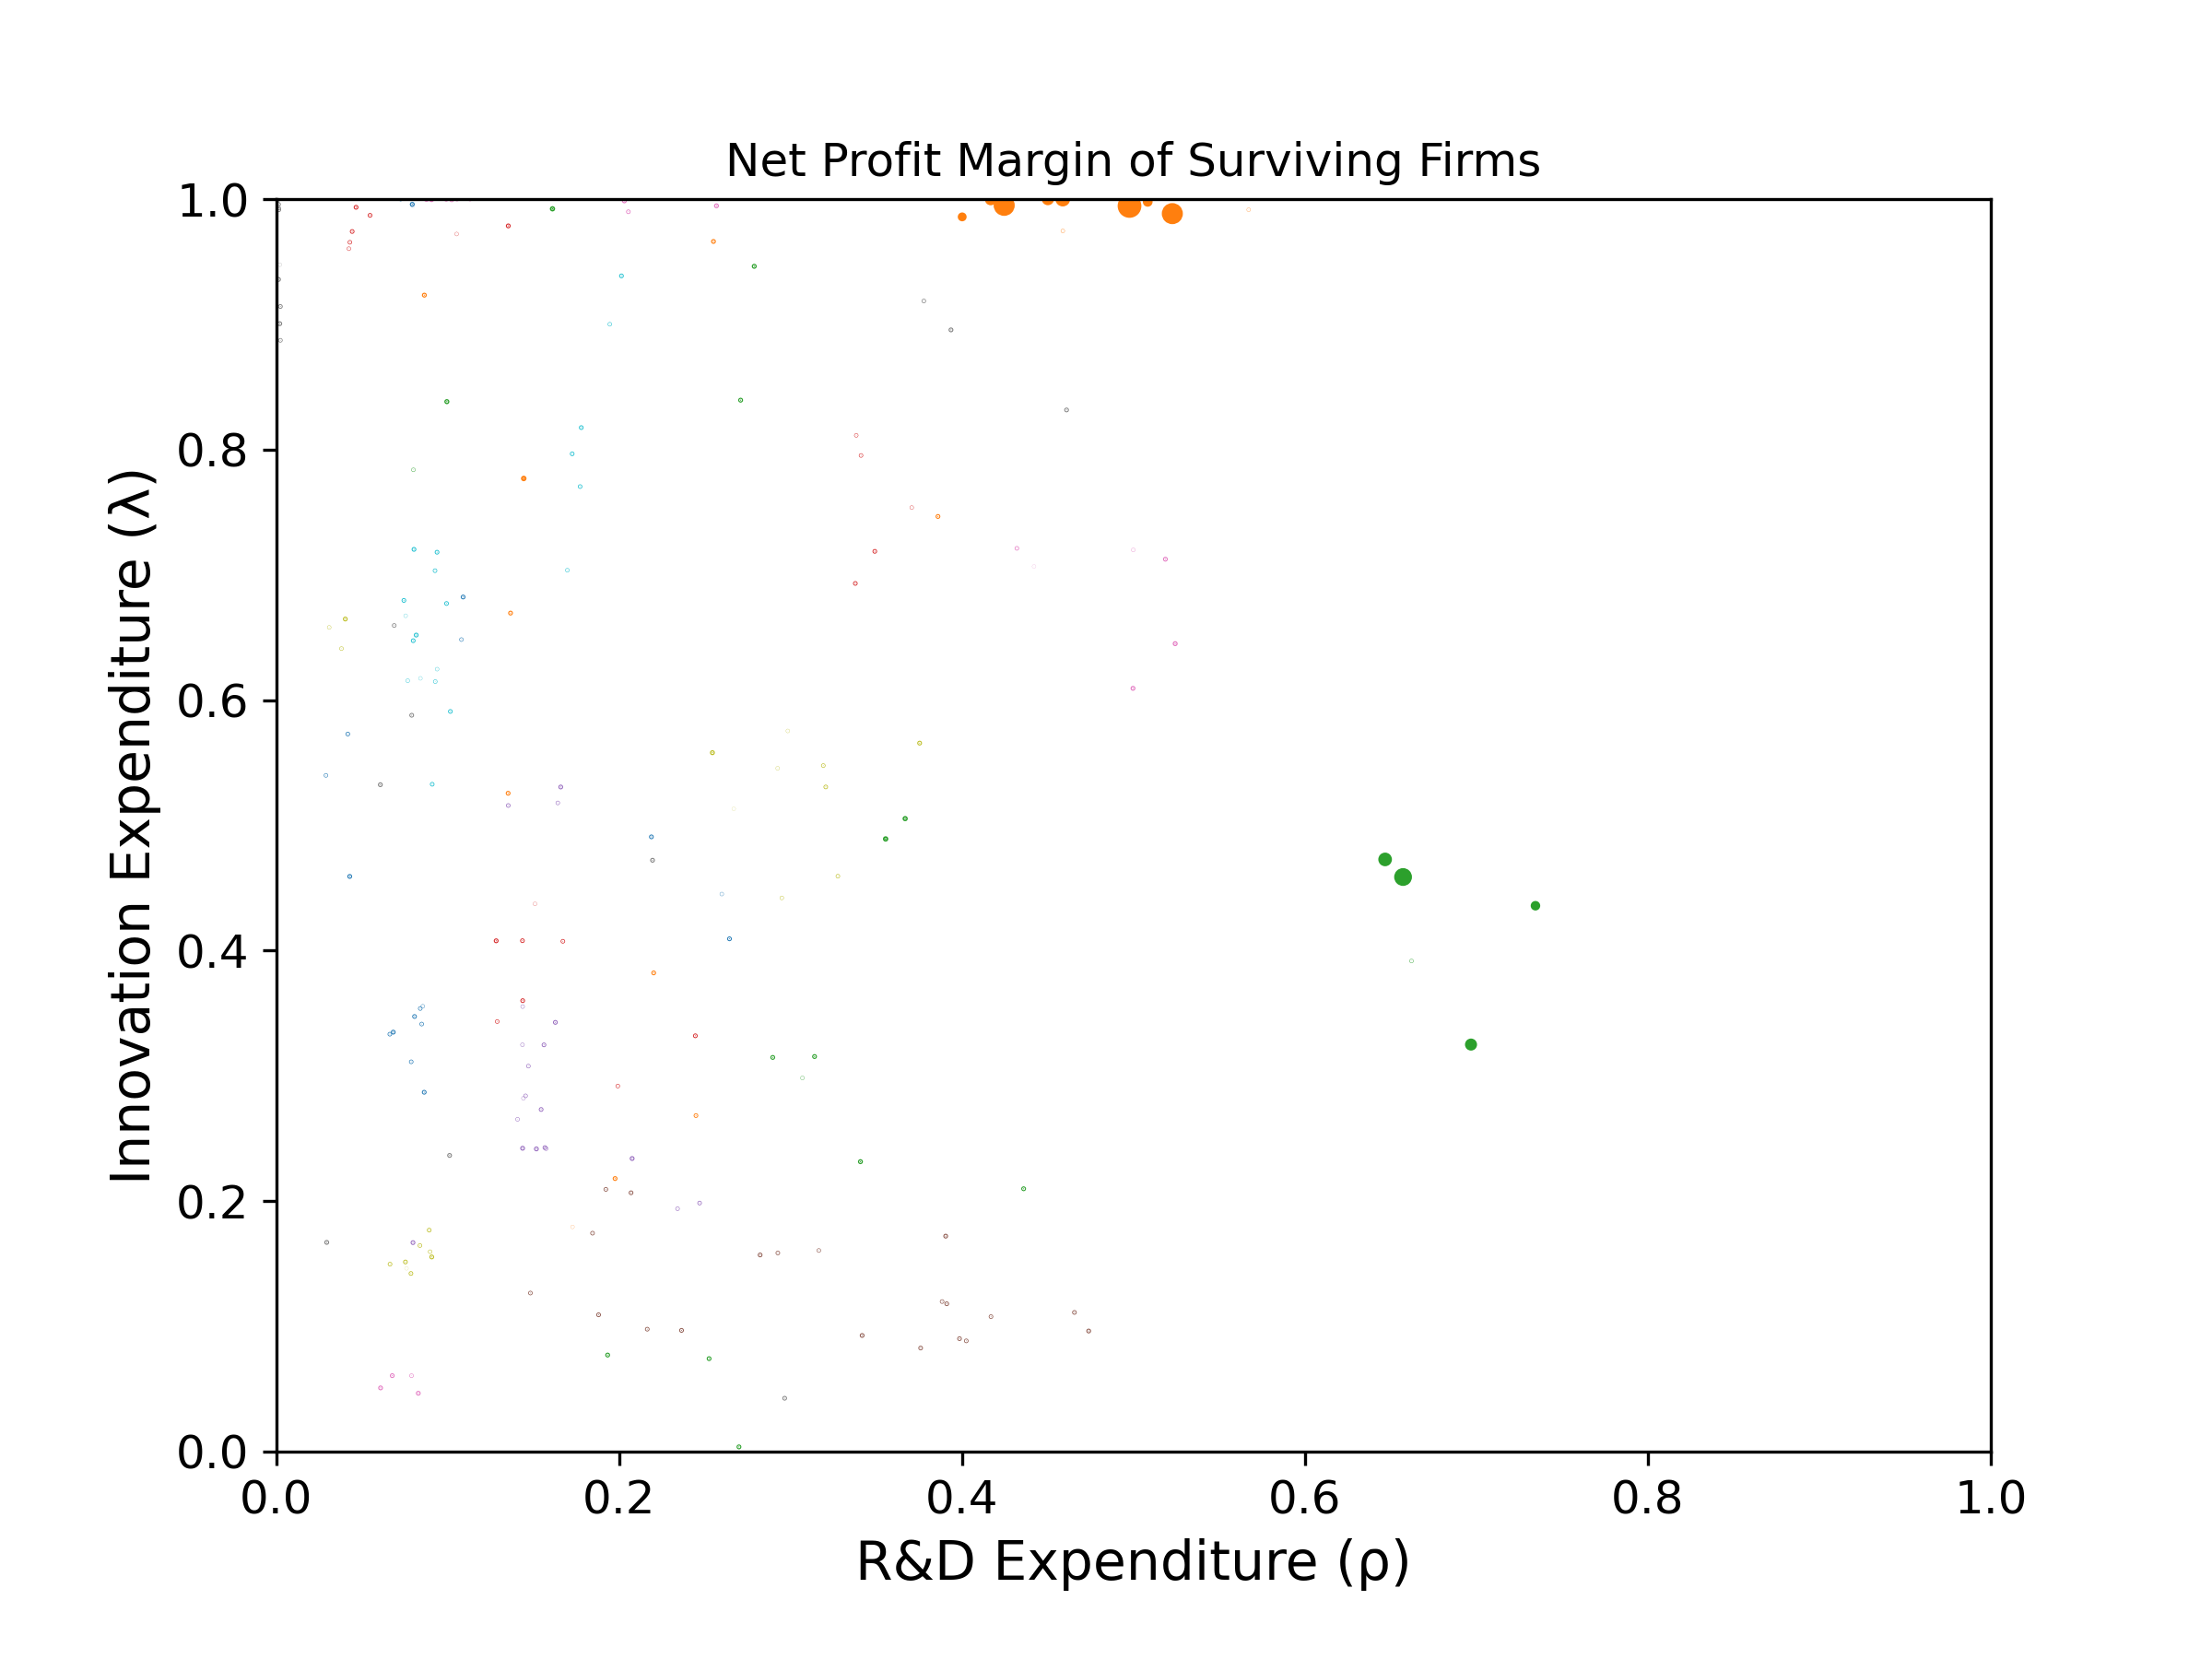 Net Profit Margin of Surviving Firms
1.0
0.8
0.6
0.4
0.2
0.0
Innovation Expenditure (λ)
0.0 0.2 0.4 0.6 0.8 1.0
R&D Expenditure (ρ)